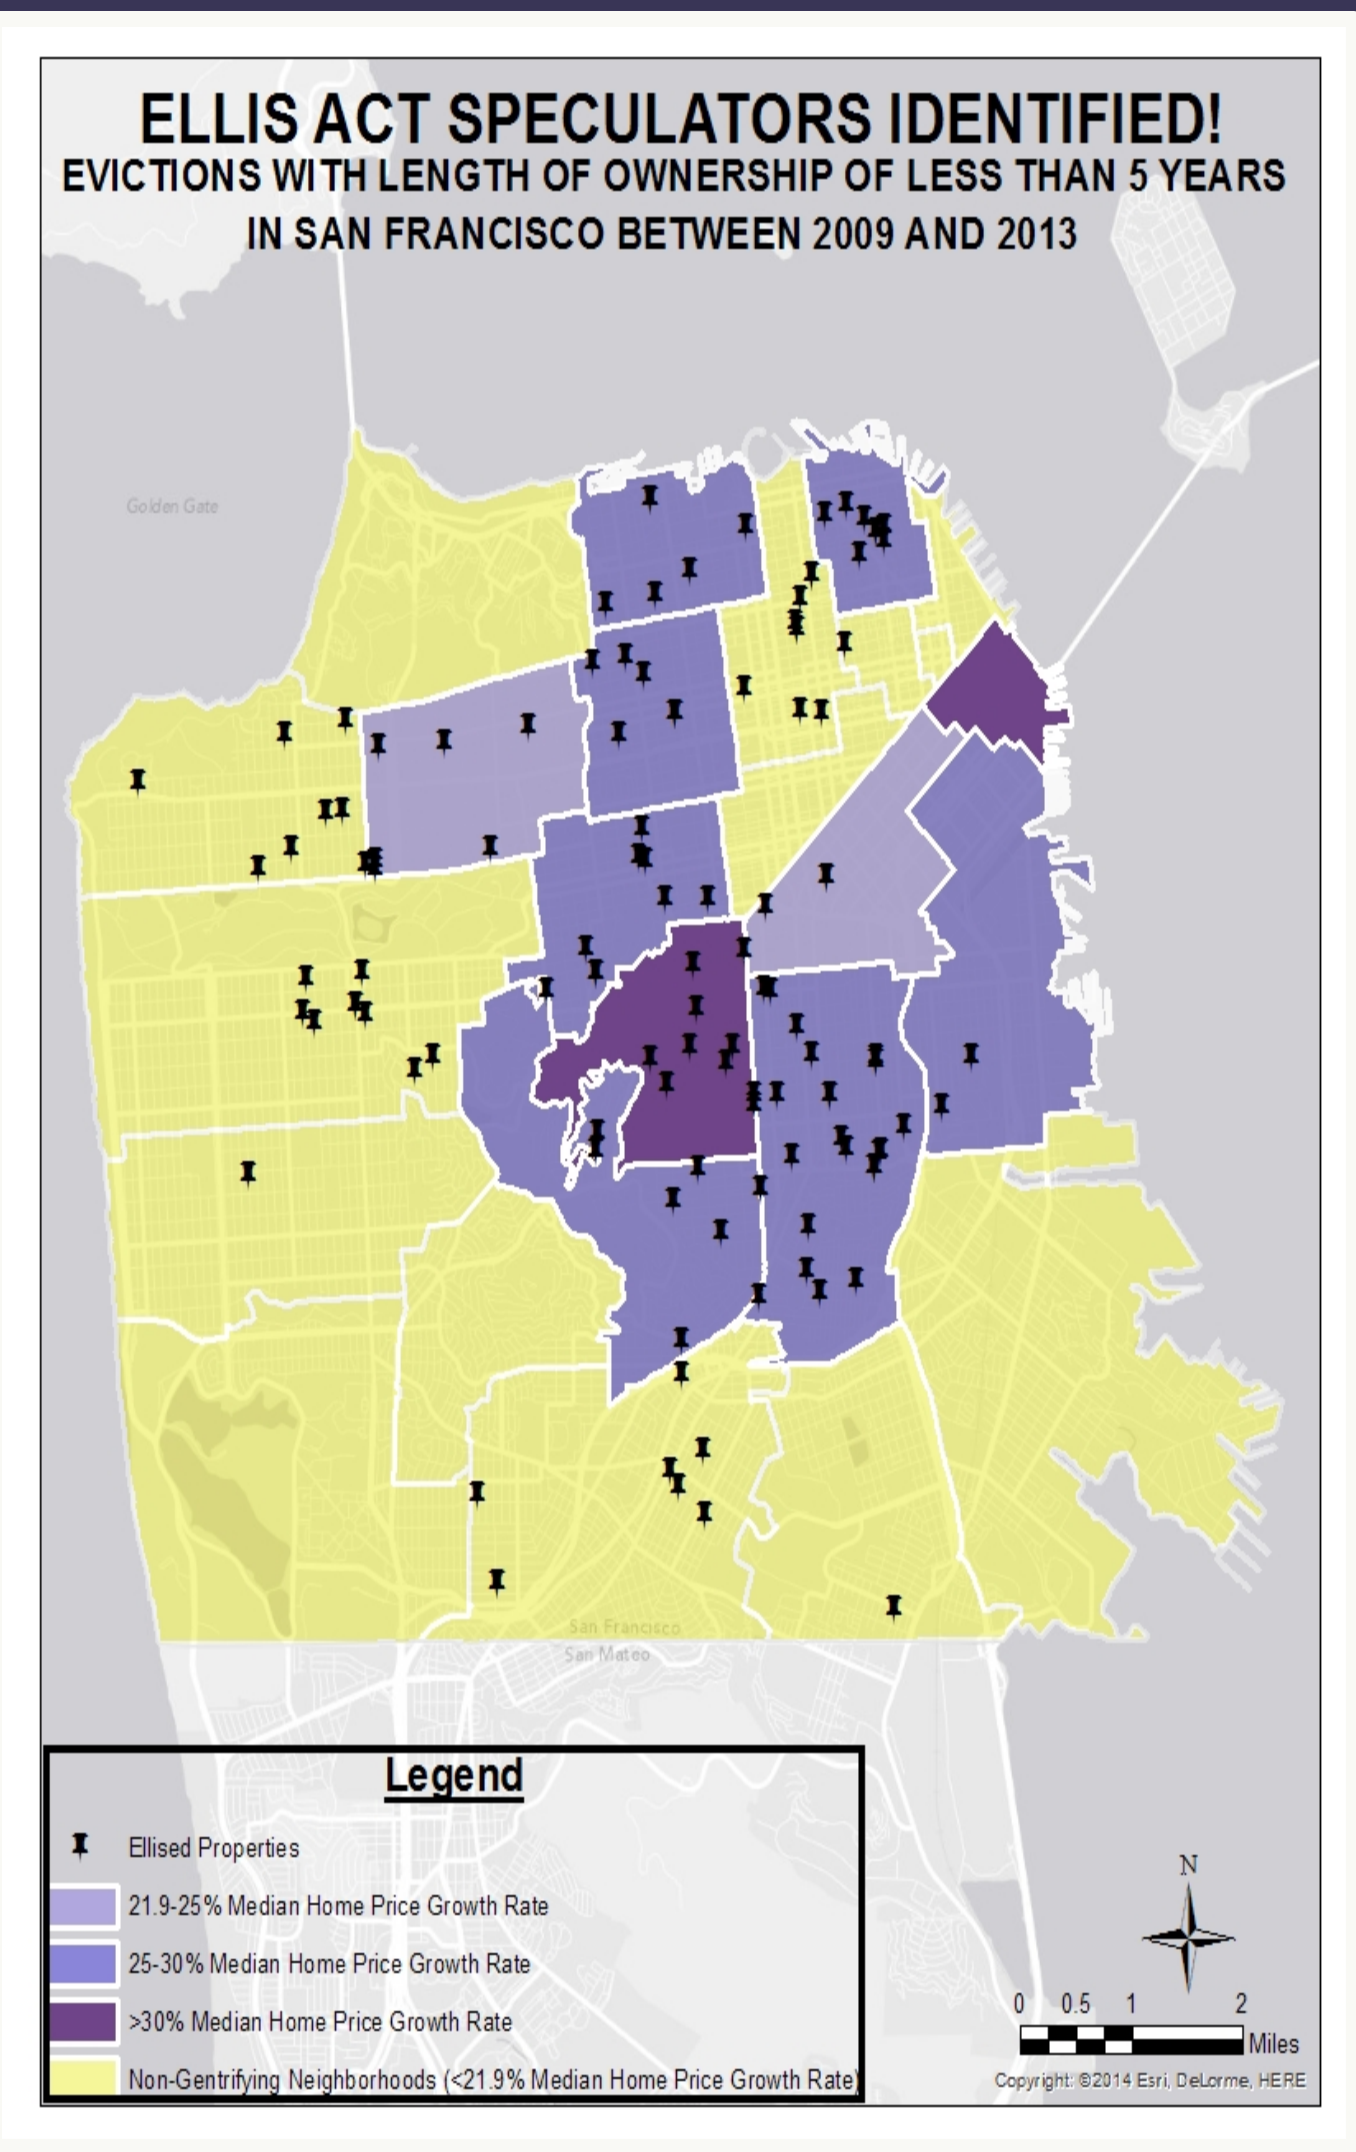 ELLIS ACT SPECULATORS IDENTIFIED!
EVICTIONS WITH LENGTH OF OWNERSHIP OF LESS THAN 5 YEARS
IN SAN FRANCISCO BETWEEN 2009 AND 2013
Golden Gate
San Francisco
San Mateo
Legend
Ellised Properties
21.9-25% Median Home Price Growth Rate
25-30% Median Home Price Growth Rate
>30% Median Home Price Growth Rate
Non-Gentrifying Neighborhoods (<21.9% Median Home Price Growth Rate)
N
0 0.5 1 2
Miles
Copyright: ©2014 Esri, DeLorme, HERE